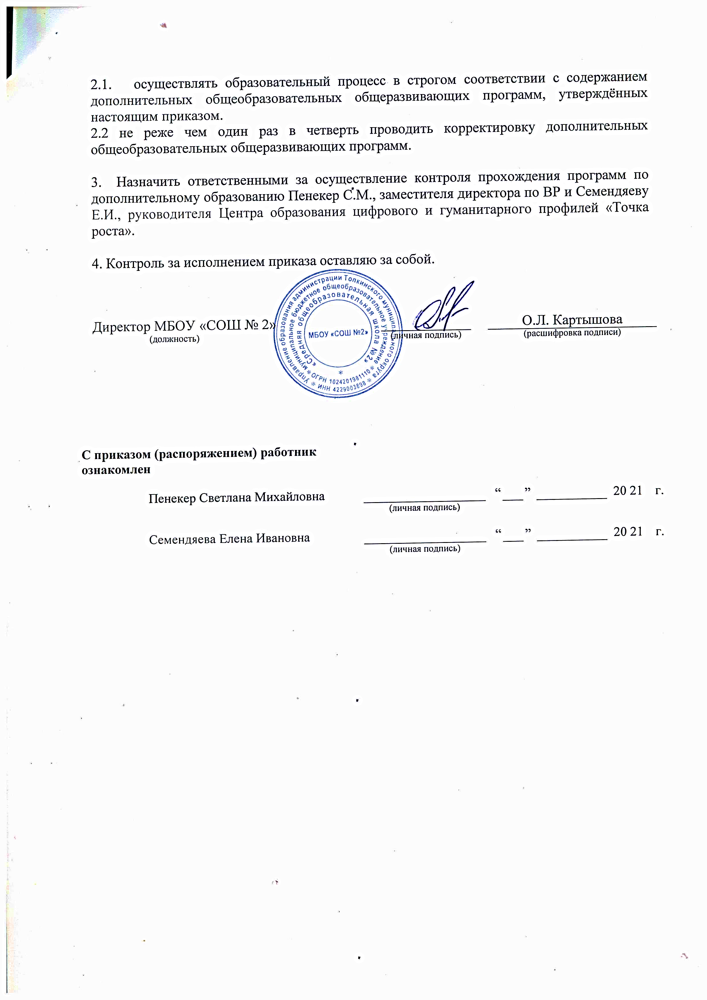 2.1. осуществлять образовательный процесс в строгом соответствии с содержанием
дополнительных общеобразовательных общеразвивающих программ, утверждённых
настоящим приказом.
2.2 не реже чем один раз в четверть проводить корректировку дополнительных
общеобразовательных общеразвивающих программ.
3. Назначить ответственными за осуществление контроля прохождения программ по
дополнительному образованию Пенекер С.М., заместителя директора по ВР и Семендяеву
Е.И., руководителя Центра образования цифрового и гуманитарного профилей «Точка
роста».
4. Контроль за исполнением приказа оставляю за собой.
Директор МБОУ «СОШ № 2»
(должность)
Управление образования администрации Топкинского муниципального округа * ИНН 4229003898 *
муниципальное бюджетное общеобразовательное учреждение * ОГРН 1024201981110 *
«Средняя общеобразовательная школа №2» *
МБОУ «СОШ №2»
(личная подпись)
О.Л. Картышова
(расшифровка подписи)
С приказом (распоряжением) работник
ознакомлен
Пенекер Светлана Михайловна ____ “___” ____ 20 21 г.
(личная подпись)
Семендяева Елена Ивановна ____ “___” ____ 20 21 г.
(личная подпись)